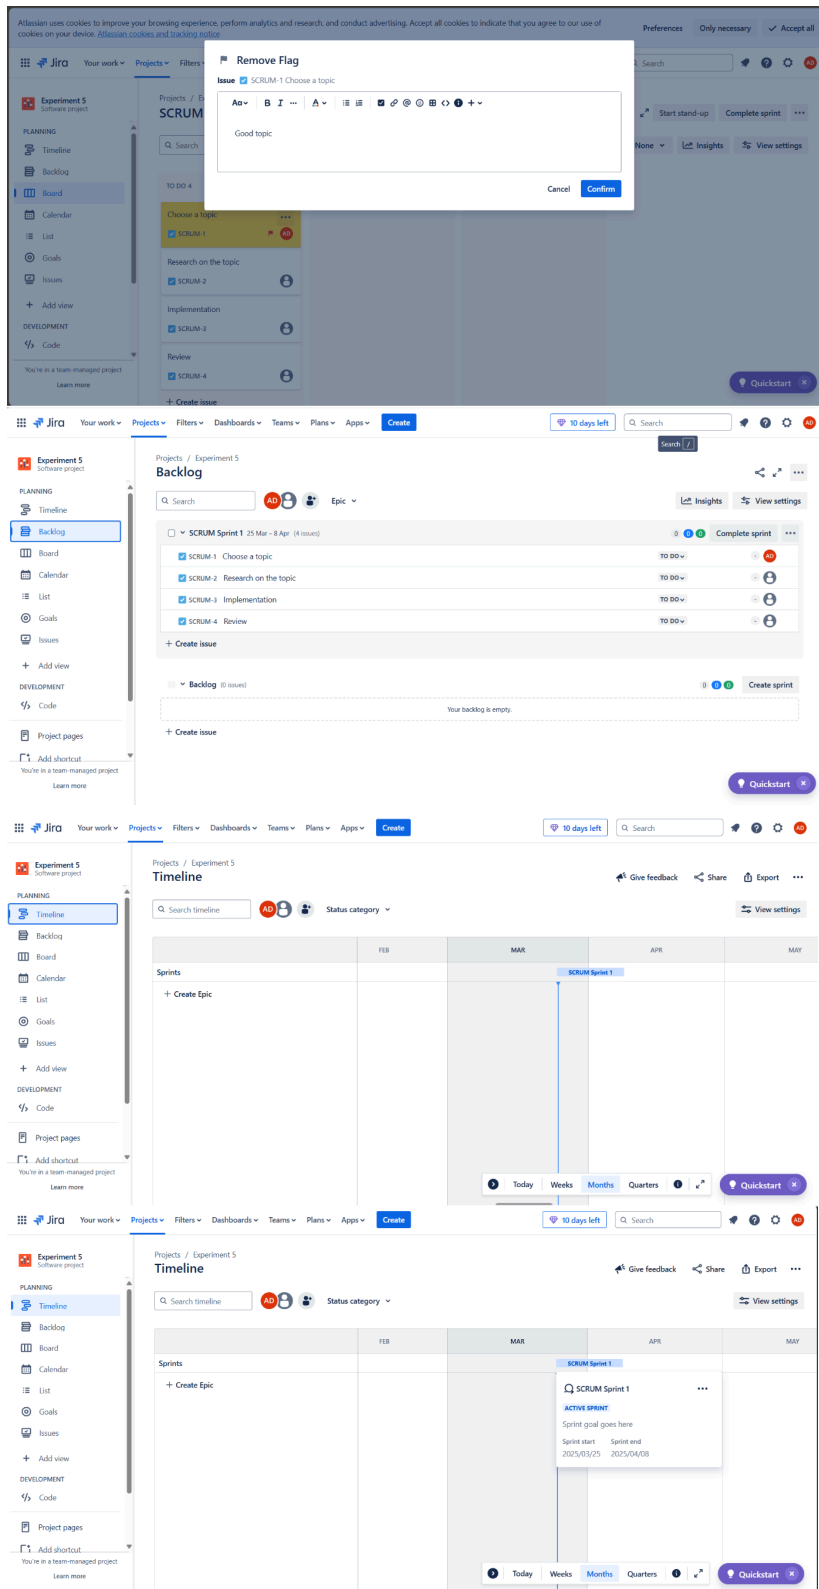 Atlassian uses cookies to improve your browsing experience, perform analytics and research, and conduct advertising. Accept all cookies to indicate that you agree to our use of
cookies on your device. Atlassian cookies and tracking notice
Preferences Only necessary Accept all
Jira Your work Projects Filters Search AD
Remove Flag
Issue SCRUM-1 Choose a topic
Aa B I ... A
Good topic
Cancel Confirm
Experiment 5
Software project
PLANNING
Timeline
Backlog
Board
Calendar
List
Goals
Issues
Add view
DEVELOPMENT
Code
You're in a team-managed project
Learn more
Projects / Ex
SCRUM
Start stand-up Complete sprint
Search
None Insights View settings
TO DO 4
Choose a topic
SCRUM-1 AD
Research on the topic
SCRUM-2
Implementation
SCRUM-3
Review
SCRUM-4
+ Create issue
Quickstart
Jira Your work Projects Filters Dashboards Teams Plans Apps Create 10 days left Search AD
Search /
Experiment 5
Software project
PLANNING
Timeline
Backlog
Board
Calendar
List
Goals
Issues
+ Add view
DEVELOPMENT
Code
Project pages
Add shortcut
You're in a team-managed project
Learn more
Projects / Experiment 5
Backlog
Search AD Epic Insights View settings
SCRUM Sprint 1 25 Mar – 8 Apr (4 issues) 0 0 0 Complete sprint
SCRUM-1 Choose a topic TO DO - AD
SCRUM-2 Research on the topic TO DO -
SCRUM-3 Implementation TO DO -
SCRUM-4 Review TO DO -
+ Create issue
Backlog (0 issues) 0 0 0 Create sprint
Your backlog is empty.
+ Create issue
Quickstart
Jira Your work Projects Filters Dashboards Teams Plans Apps Create 10 days left Search AD
Experiment 5
Software project
PLANNING
Timeline
Backlog
Board
Calendar
List
Goals
Issues
+ Add view
DEVELOPMENT
Code
Project pages
Add shortcut
You're in a team-managed project
Learn more
Projects / Experiment 5
Timeline
Give feedback Share Export
Search timeline AD Status category View settings
FEB MAR APR MAY
Sprints SCRUM Sprint 1
+ Create Epic
Today Weeks Months Quarters
Quickstart
Jira Your work Projects Filters Dashboards Teams Plans Apps Create 10 days left Search AD
Experiment 5
Software project
PLANNING
Timeline
Backlog
Board
Calendar
List
Goals
Issues
+ Add view
DEVELOPMENT
Code
Project pages
Add shortcut
You're in a team-managed project
Learn more
Projects / Experiment 5
Timeline
Give feedback Share Export
Search timeline AD Status category View settings
FEB MAR APR MAY
Sprints SCRUM Sprint 1
+ Create Epic
SCRUM Sprint 1
ACTIVE SPRINT
Sprint goal goes here
Sprint start Sprint end
2025/03/25 2025/04/08
Today Weeks Months Quarters
Quickstart